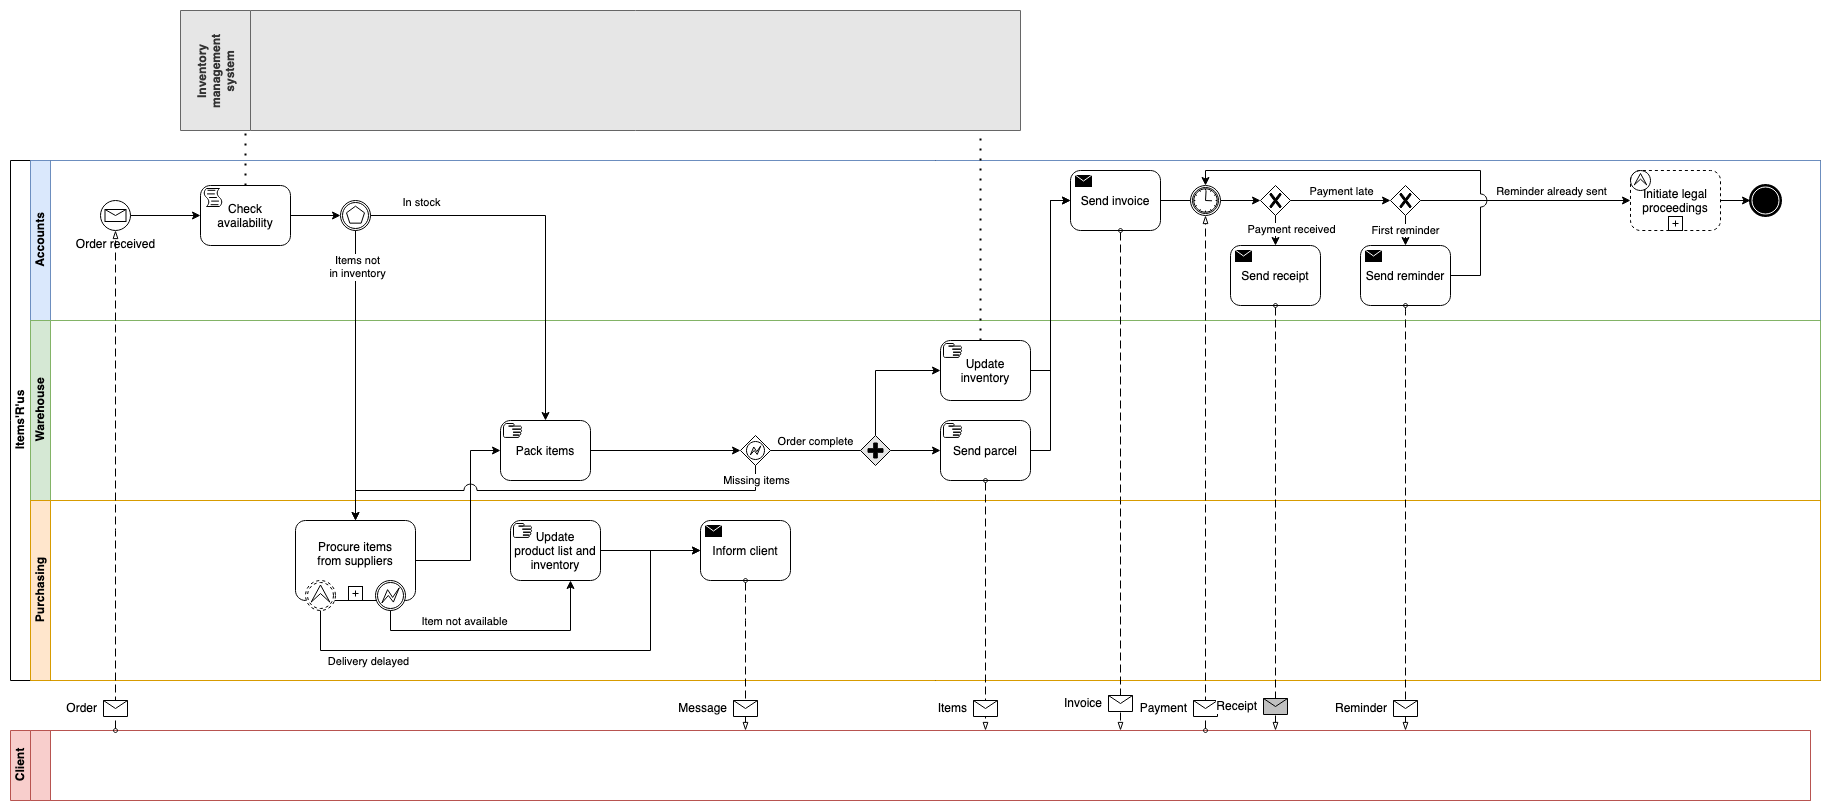 Inventory
management
system
Items'R'us
Accounts
Order received
Check
availability
In stock
Items not
in inventory
Send invoice
Payment late
Payment received
Send receipt
First reminder
Send reminder
Reminder already sent
Initiate legal
proceedings
Warehouse
Update
inventory
Pack items
Order complete
Send parcel
Missing items
Purchasing
Procure items
from suppliers
Update
product list and
inventory
Inform client
Item not available
Delivery delayed
Order
Message
Items
Invoice
Payment
Receipt
Reminder
Client